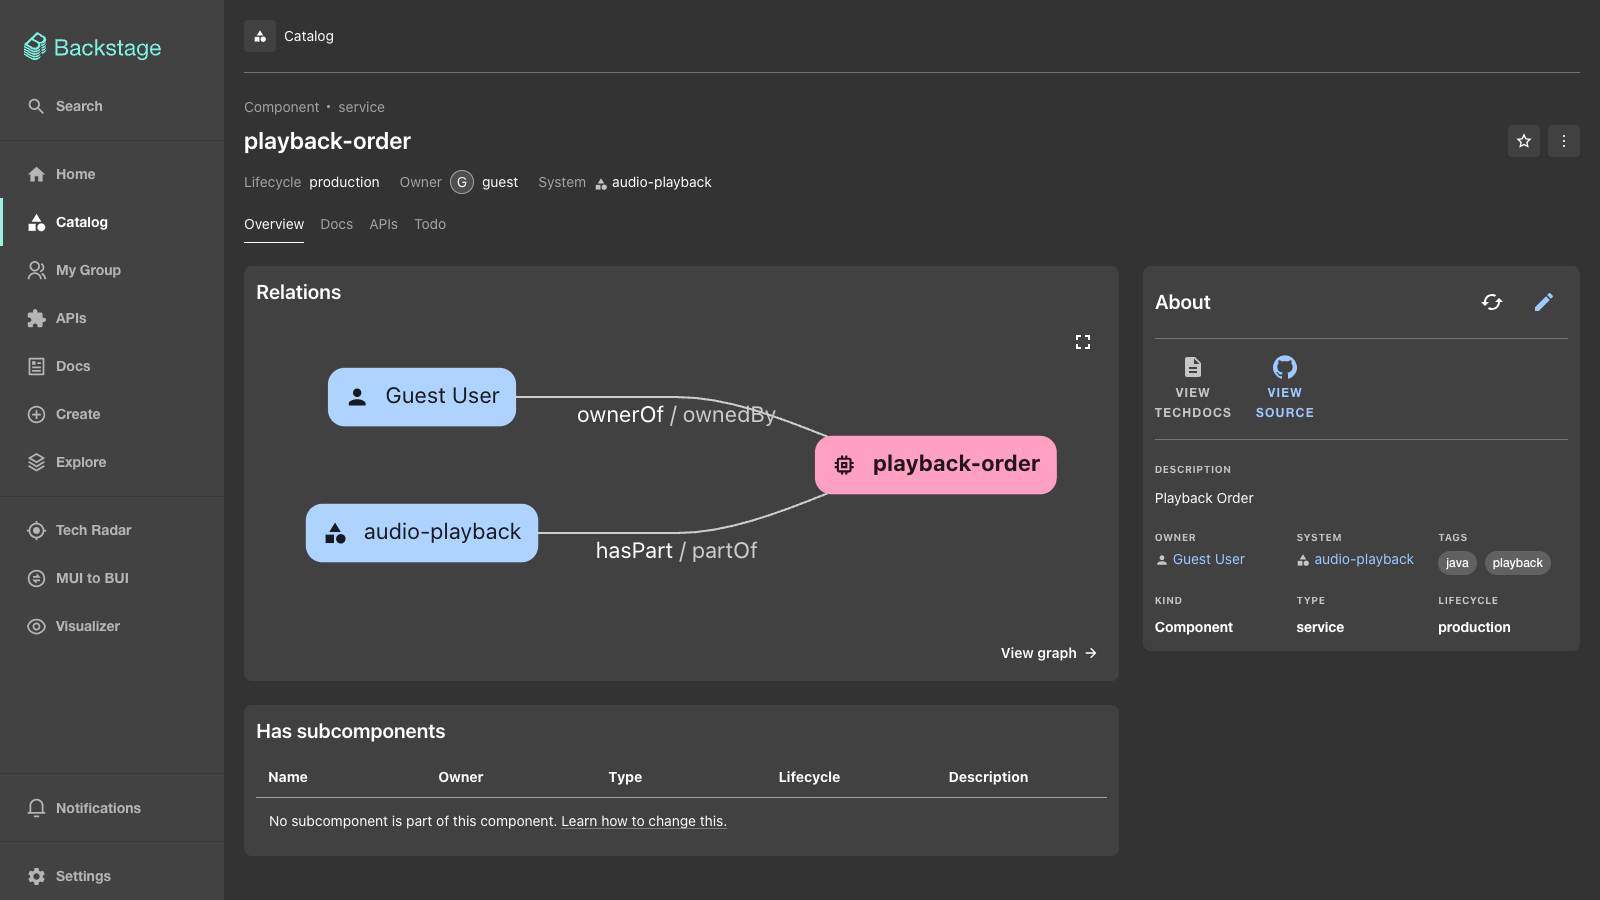 Backstage
Search
Home
Catalog
My Group
APIs
Docs
Create
Explore
Tech Radar
MUI to BUI
Visualizer
Notifications
Settings
Catalog
Component • service
playback-order
Lifecycle production Owner G guest System audio-playback
Overview Docs APIs Todo
Relations
Guest User
ownerOf / ownedBy
playback-order
audio-playback
hasPart / partOf
View graph
Has subcomponents
Name Owner Type Lifecycle Description
No subcomponent is part of this component. Learn how to change this.
About
VIEW TECHDOCS
VIEW SOURCE
DESCRIPTION
Playback Order
OWNER SYSTEM TAGS
Guest User audio-playback java playback
KIND TYPE LIFECYCLE
Component service production